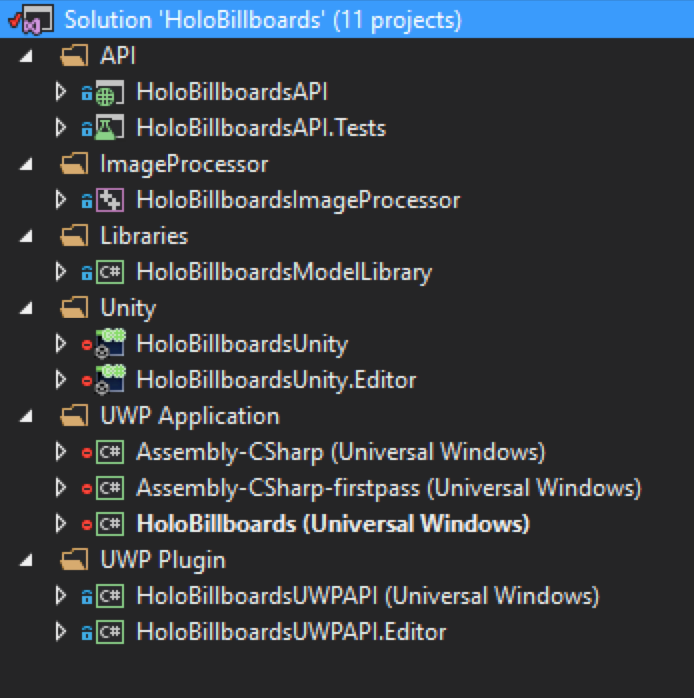 Solution 'HoloBillboards' (11 projects)
API
HoloBillboardsAPI
HoloBillboardsAPI.Tests
ImageProcessor
HoloBillboardsImageProcessor
Libraries
C# HoloBillboardsModelLibrary
Unity
HoloBillboardsUnity
HoloBillboardsUnity.Editor
UWP Application
C# Assembly-CSharp (Universal Windows)
C# Assembly-CSharp-firstpass (Universal Windows)
C# HoloBillboards (Universal Windows)
UWP Plugin
C# HoloBillboardsUWPAPI (Universal Windows)
C# HoloBillboardsUWPAPI.Editor